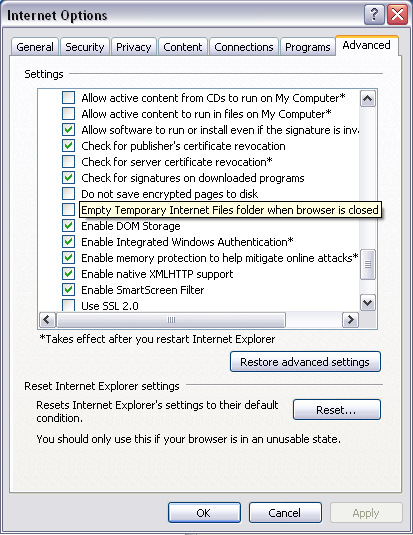 Internet Options
General Security Privacy Content Connections Programs Advanced
Settings
Allow active content from CDs to run on My Computer*
Allow active content to run in files on My Computer*
Allow software to run or install even if the signature is inva
Check for publisher's certificate revocation
Check for server certificate revocation*
Check for signatures on downloaded programs
Do not save encrypted pages to disk
Empty Temporary Internet Files folder when browser is closed
Enable DOM Storage
Enable Integrated Windows Authentication*
Enable memory protection to help mitigate online attacks*
Enable native XMLHTTP support
Enable SmartScreen Filter
Use SSL 2.0
*Takes effect after you restart Internet Explorer
Restore advanced settings
Reset Internet Explorer settings
Resets Internet Explorer's settings to their default
condition.
Reset...
You should only use this if your browser is in an unusable state.
OK Cancel Apply